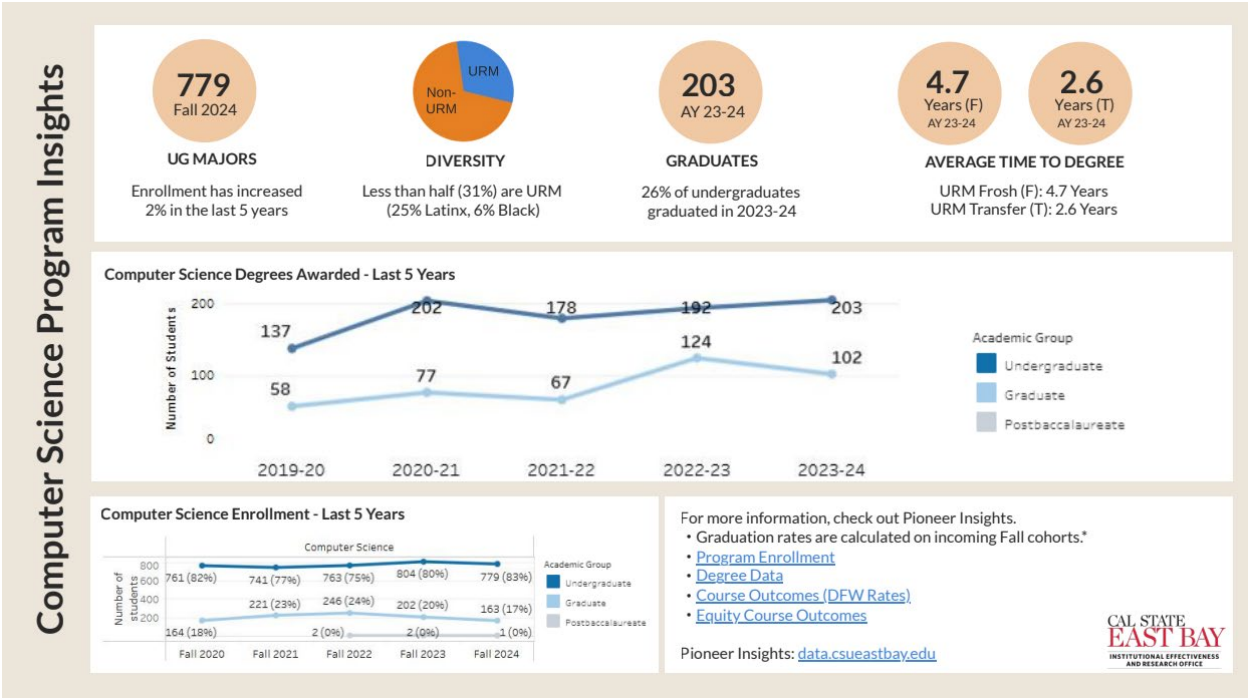 Computer Science Program Insights
779
Fall 2024
UG MAJORS
Enrollment has increased
2% in the last 5 years
URM
Non-
URM
DIVERSITY
Less than half (31%) are URM
(25% Latinx, 6% Black)
203
AY 23-24
GRADUATES
26% of undergraduates
graduated in 2023-24
4.7
Years (F)
AY 23-24
2.6
Years (T)
AY 23-24
AVERAGE TIME TO DEGREE
URM Frosh (F): 4.7 Years
URM Transfer (T): 2.6 Years
Computer Science Degrees Awarded - Last 5 Years
Number of Students
200
100
0
137
202
178
192
203
58
77
67
124
102
2019-20
2020-21
2021-22
2022-23
2023-24
Academic Group
Undergraduate
Graduate
Postbaccalaureate
Computer Science Enrollment - Last 5 Years
Computer Science
Number of
students
800
600
400
200
761 (82%)
741 (77%)
763 (75%)
804 (80%)
779 (83%)
221 (23%)
246 (24%)
202 (20%)
163 (17%)
164 (18%)
2 (0%)
2 (0%)
1 (0%)
Fall 2020
Fall 2021
Fall 2022
Fall 2023
Fall 2024
Academic Group
Undergraduate
Graduate
Postbaccalaureate
For more information, check out Pioneer Insights.
• Graduation rates are calculated on incoming Fall cohorts.*
• Program Enrollment
• Degree Data
• Course Outcomes (DFW Rates)
• Equity Course Outcomes
Pioneer Insights: data.csueastbay.edu
CAL STATE
EAST BAY
INSTITUTIONAL EFFECTIVENESS
AND RESEARCH OFFICE